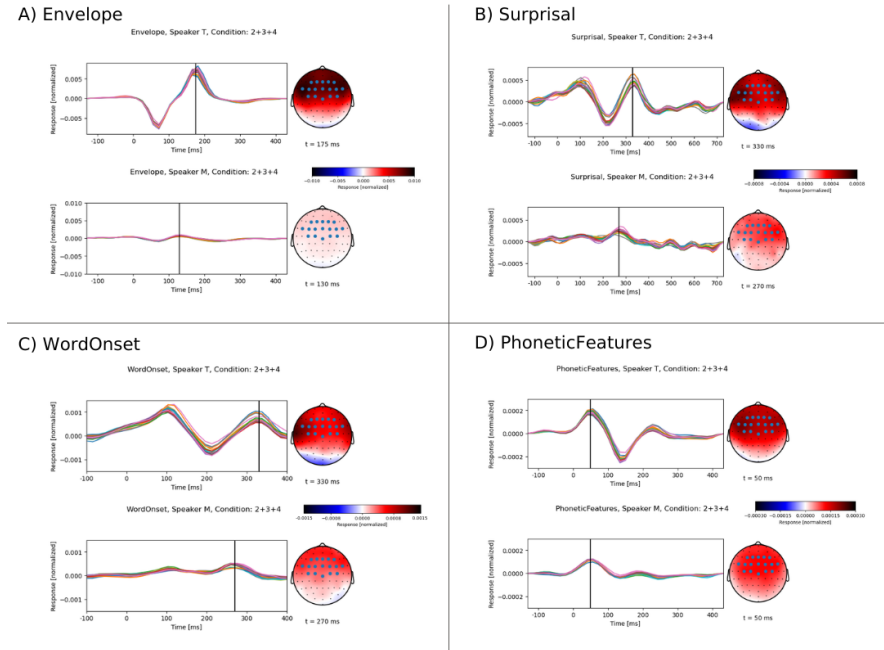 A) Envelope
Envelope, Speaker T, Condition: 2+3+4
Response [normalized]
0.005
0.000
−0.005
0 100 200 300 400
Time [ms]
t = 175 ms
-0.010 -0.005 0.000 0.005 0.010
Response [normalized]
Envelope, Speaker M, Condition: 2+3+4
Response [normalized]
0.010
0.005
0.000
−0.005
−0.010
−100 0 100 200 300 400
Time [ms]
t = 130 ms
B) Surprisal
Surprisal, Speaker T, Condition: 2+3+4
Response [normalized]
0.0005
0.0000
−0.0005
−100 0 100 200 300 400 500 600 700
Time [ms]
t = 330 ms
-0.0008 -0.0004 0.0000 0.0004 0.0008
Response [normalized]
Surprisal, Speaker M, Condition: 2+3+4
Response [normalized]
0.0005
0.0000
−0.0005
−100 0 100 200 300 400 500 600 700
Time [ms]
t = 270 ms
C) WordOnset
WordOnset, Speaker T, Condition: 2+3+4
Response [normalized]
0.001
0.000
−0.001
−100 0 100 200 300 400
Time [ms]
t = 330 ms
-0.0015 0.0000 0.0015
Response [normalized]
WordOnset, Speaker M, Condition: 2+3+4
Response [normalized]
0.001
0.000
−0.001
−100 0 100 200 300 400
Time [ms]
t = 270 ms
D) PhoneticFeatures
PhoneticFeatures, Speaker T, Condition: 2+3+4
Response [normalized]
0.0002
0.0000
−0.0002
−100 0 100 200 300 400
Time [ms]
t = 50 ms
-0.00030 -0.00015 0.00000 0.00015 0.00030
Response [normalized]
PhoneticFeatures, Speaker M, Condition: 2+3+4
Response [normalized]
0.0002
0.0000
−0.0002
−100 0 100 200 300 400
Time [ms]
t = 50 ms